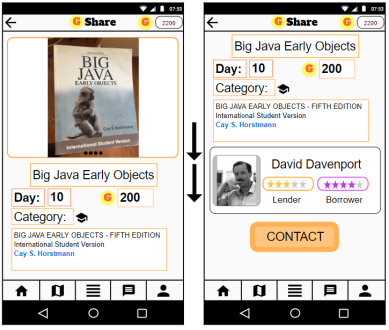 07:53
G Share
G 2200
BIG
JAVA
EARLY OBJECTS
Cay S. Horstmann
International Student Version
Big Java Early Objects
Day: 10 G 200
Category:
BIG JAVA EARLY OBJECTS - FIFTH EDITION
International Student Version
Cay S. Horstmann
07:53
G Share
G 2200
Big Java Early Objects
Day: 10 G 200
Category:
BIG JAVA EARLY OBJECTS - FIFTH EDITION
International Student Version
Cay S. Horstmann
David Davenport
Lender Borrower
CONTACT